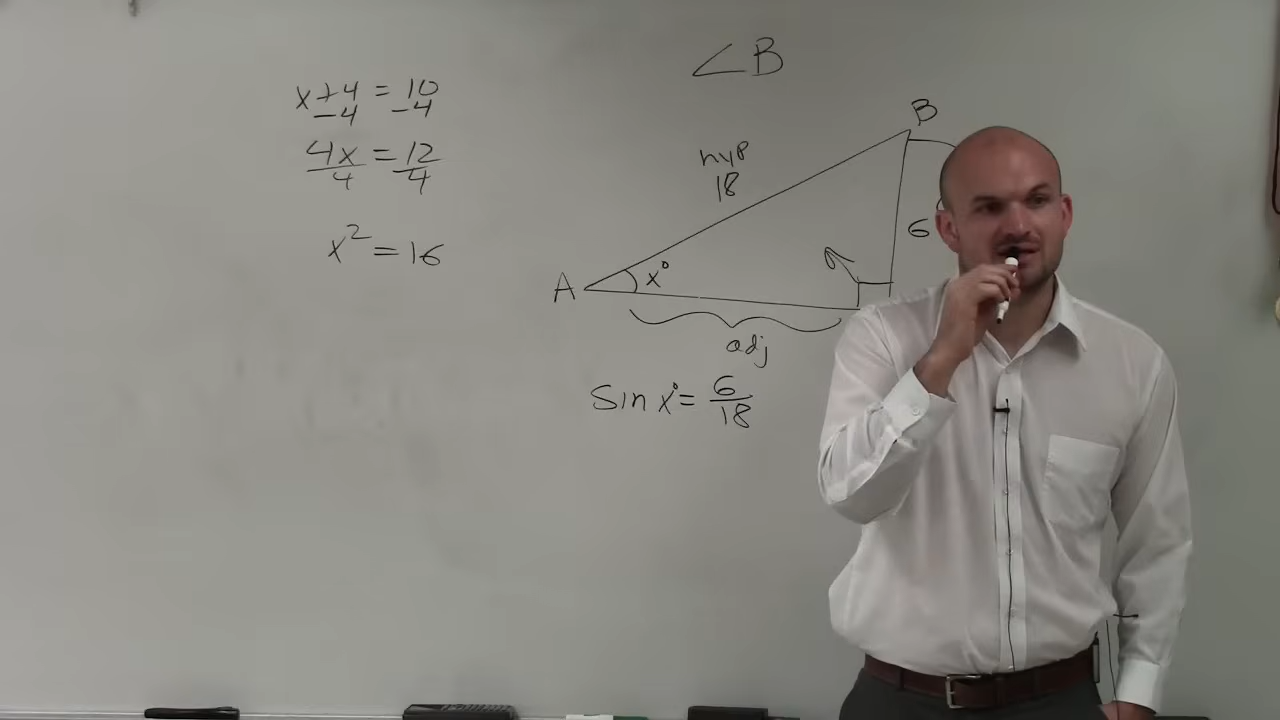 ∠B
x+4 = 10
-4 -4
4x = 12
4 4
x² = 16
B
hyp
18
6
A
x°
adj
sin x° = 6/18